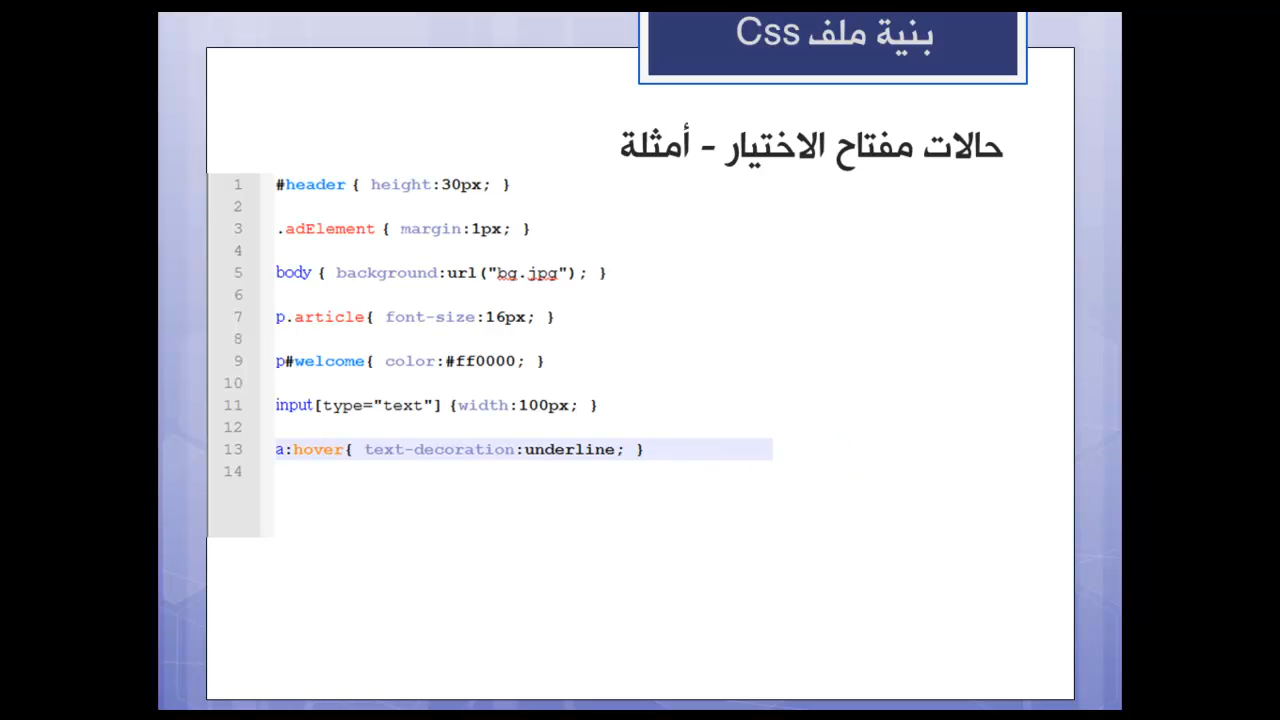 بنية ملف Css
حالات مفتاح الاختيار - أمثلة
1 #header { height:30px; }
2
3 .adElement { margin:1px; }
4
5 body { background:url("bg.jpg"); }
6
7 p.article{ font-size:16px; }
8
9 p#welcome{ color:#ff0000; }
10
11 input[type="text"] {width:100px; }
12
13 a:hover{ text-decoration:underline; }
14